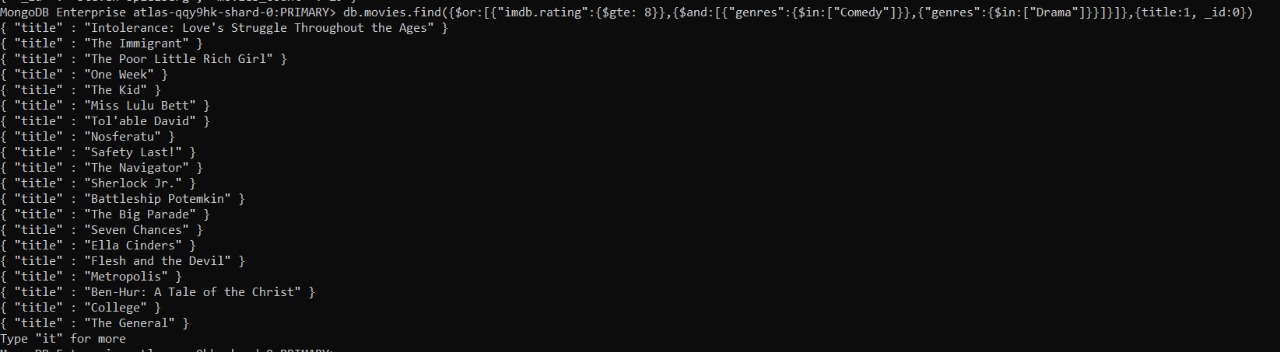 MongoDB Enterprise atlas-qqy9hk-shard-0:PRIMARY> db.movies.find({$or:[{"imdb.rating":{$gte: 8}},{$and:[{"genres":{$in:["Comedy"]}},{"genres":{$in:["Drama"]}}]}]},{title:1, _id:0})
{ "title" : "Intolerance: Love's Struggle Throughout the Ages" }
{ "title" : "The Immigrant" }
{ "title" : "The Poor Little Rich Girl" }
{ "title" : "One Week" }
{ "title" : "The Kid" }
{ "title" : "Miss Lulu Bett" }
{ "title" : "Tol'able David" }
{ "title" : "Nosferatu" }
{ "title" : "Safety Last!" }
{ "title" : "The Navigator" }
{ "title" : "Sherlock Jr." }
{ "title" : "Battleship Potemkin" }
{ "title" : "The Big Parade" }
{ "title" : "Seven Chances" }
{ "title" : "Ella Cinders" }
{ "title" : "Flesh and the Devil" }
{ "title" : "Metropolis" }
{ "title" : "Ben-Hur: A Tale of the Christ" }
{ "title" : "College" }
{ "title" : "The General" }
Type "it" for more